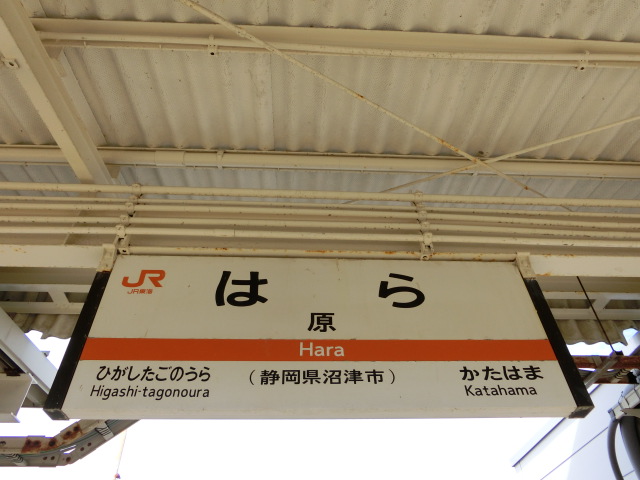 JR
JR東海
はら
原
Hara
ひがしたごのうら
Higashi-tagonoura
(静岡県沼津市)
かたはま
Katahama